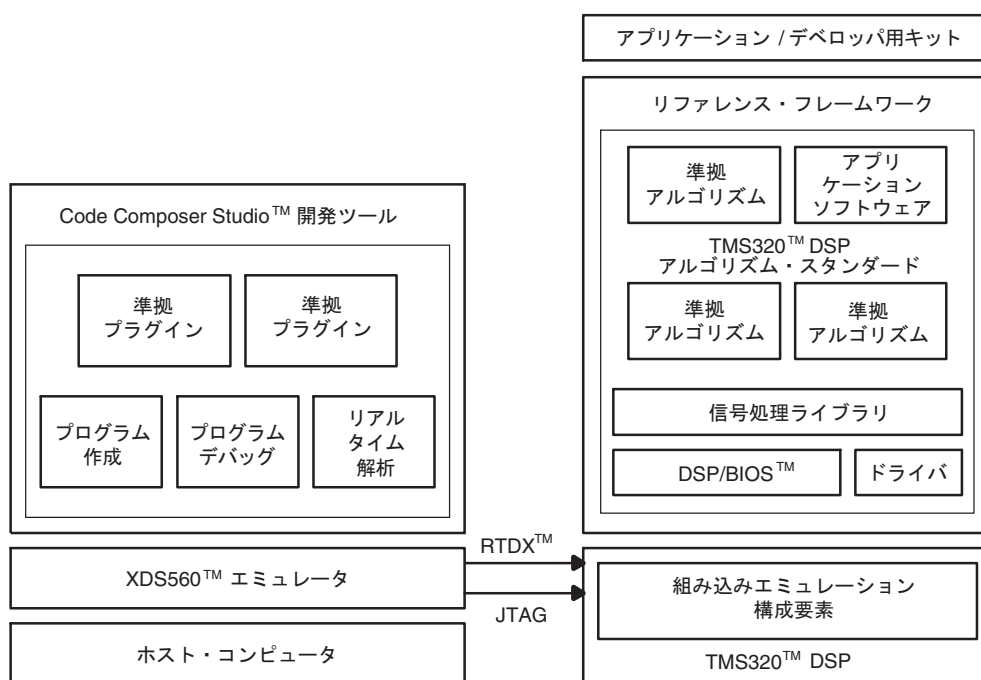 アプリケーション / デベロッパ用キット
リファレンス・フレームワーク
準拠
アルゴリズム
アプリ
ケーション
ソフトウェア
TMS320™ DSP
アルゴリズム・スタンダード
準拠
アルゴリズム
準拠
アルゴリズム
信号処理ライブラリ
DSP/BIOS™
ドライバ
Code Composer Studio™ 開発ツール
準拠
プラグイン
準拠
プラグイン
プログラム
作成
プログラム
デバッグ
リアル
タイム
解析
XDS560™ エミュレータ
RTDX™
JTAG
組み込みエミュレーション
構成要素
TMS320™ DSP
ホスト・コンピュータ